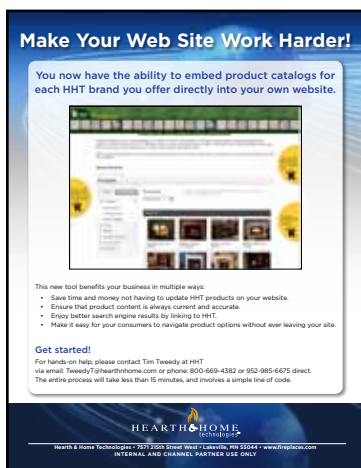 Make Your Web Site Work Harder!
You now have the ability to embed product catalogs for
each HHT brand you offer directly into your own website.
This new tool benefits your business in multiple ways:
• Save time and money not having to update HHT products on your website.
• Ensure that product content is always current and accurate.
• Enjoy better search engine results by linking to HHT.
• Make it easy for your consumers to navigate product options without ever leaving your site.
Get started!
For hands-on help, please contact Tim Tweedy at HHT
via email: TweedyT@hearthnhome.com or phone: 800-669-4382 or 952-985-6675 direct.
The entire process will take less than 15 minutes, and involves a simple line of code.
HEARTH & HOME
technologies
Hearth & Home Technologies • 7571 215th Street West • Lakeville, MN 55044 • www.fireplaces.com
INTERNAL AND CHANNEL PARTNER USE ONLY